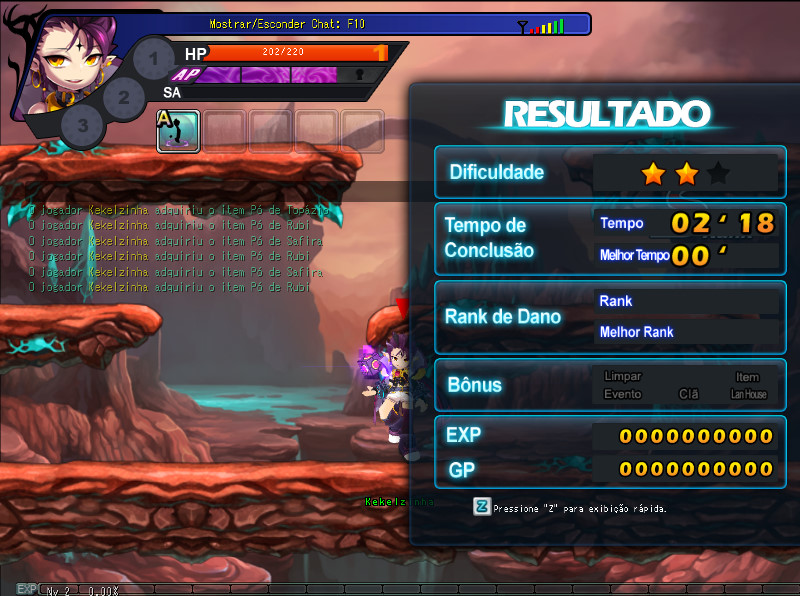 Mostrar/Esconder Chat: F10
HP 202/220 1
AP
SA
1
2
3
A
O jogador Kekelzinha adquiriu o item Pó de Topázio
O jogador Kekelzinha adquiriu o item Pó de Rubi
O jogador Kekelzinha adquiriu o item Pó de Safira
O jogador Kekelzinha adquiriu o item Pó de Rubi
O jogador Kekelzinha adquiriu o item Pó de Safira
O jogador Kekelzinha adquiriu o item Pó de Rubi
RESULTADO
Dificuldade
Tempo de Conclusão
Tempo 02‘18
Melhor Tempo 00‘
Rank de Dano
Rank
Melhor Rank
Bônus
Limpar Evento
Clã
Item Lan House
EXP 0000000000
GP 0000000000
Z Pressione "Z" para exibição rápida.
Kekelzinha
EXP Nv 2 0.00%